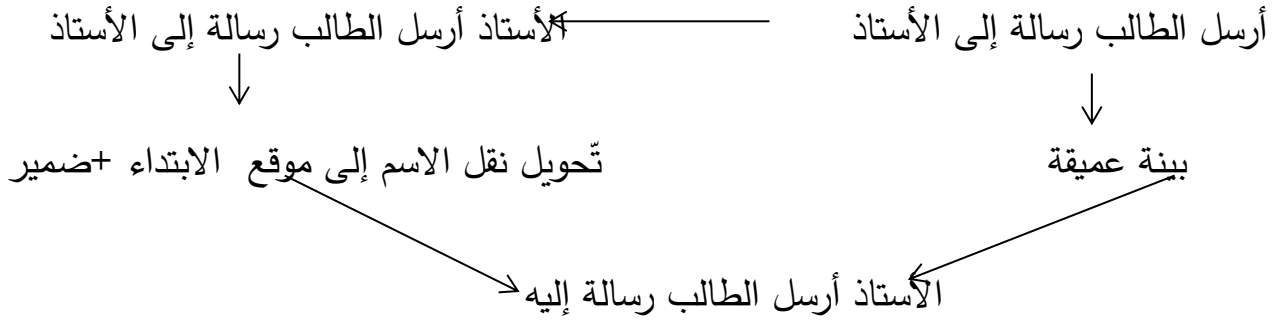 أرسل الطالب رسالة إلى الأستاذ
الأستاذ أرسل الطالب رسالة إلى الأستاذ
بينة عميقة
تّحويل نقل الاسم إلى موقع الابتداء +ضمير
الأستاذ أرسل الطالب رسالة إليه